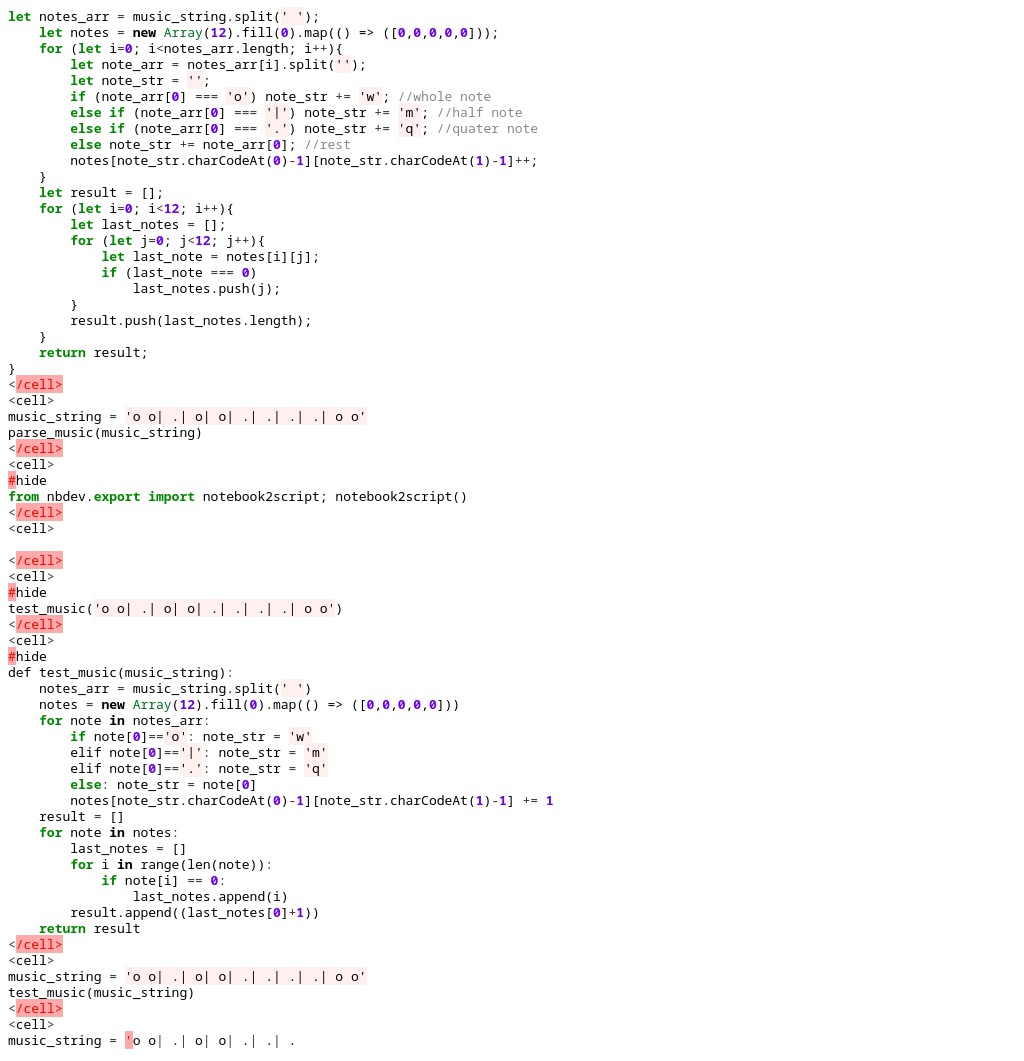 let notes_arr = music_string.split(' ');
    let notes = new Array(12).fill(0).map(() => ([0,0,0,0,0]));
    for (let i=0; i<notes_arr.length; i++){
        let note_arr = notes_arr[i].split('');
        let note_str = '';
        if (note_arr[0] === 'o') note_str += 'w'; //whole note
        else if (note_arr[0] === '|') note_str += 'm'; //half note
        else if (note_arr[0] === '.') note_str += 'q'; //quater note
        else note_str += note_arr[0]; //rest
        notes[note_str.charCodeAt(0)-1][note_str.charCodeAt(1)-1]++;
    }
    let result = [];
    for (let i=0; i<12; i++){
        let last_notes = [];
        for (let j=0; j<12; j++){
            let last_note = notes[i][j];
            if (last_note === 0)
                last_notes.push(j);
        }
        result.push(last_notes.length);
    }
    return result;
}
</cell>
<cell>
music_string = 'o o| .| o| o| .| .| .| .| o o'
parse_music(music_string)
</cell>
<cell>
#hide
from nbdev.export import notebook2script; notebook2script()
</cell>
<cell>

</cell>
<cell>
#hide
test_music('o o| .| o| o| .| .| .| .| o o')
</cell>
<cell>
#hide
def test_music(music_string):
    notes_arr = music_string.split(' ')
    notes = new Array(12).fill(0).map(() => ([0,0,0,0,0]))
    for note in notes_arr:
        if note[0]=='o': note_str = 'w'
        elif note[0]=='|': note_str = 'm'
        elif note[0]=='.': note_str = 'q'
        else: note_str = note[0]
        notes[note_str.charCodeAt(0)-1][note_str.charCodeAt(1)-1] += 1
    result = []
    for note in notes:
        last_notes = []
        for i in range(len(note)):
            if note[i] == 0:
                last_notes.append(i)
        result.append((last_notes[0]+1))
    return result
</cell>
<cell>
music_string = 'o o| .| o| o| .| .| .| .| o o'
test_music(music_string)
</cell>
<cell>
music_string = 'o o| .| o| o| .| .| .